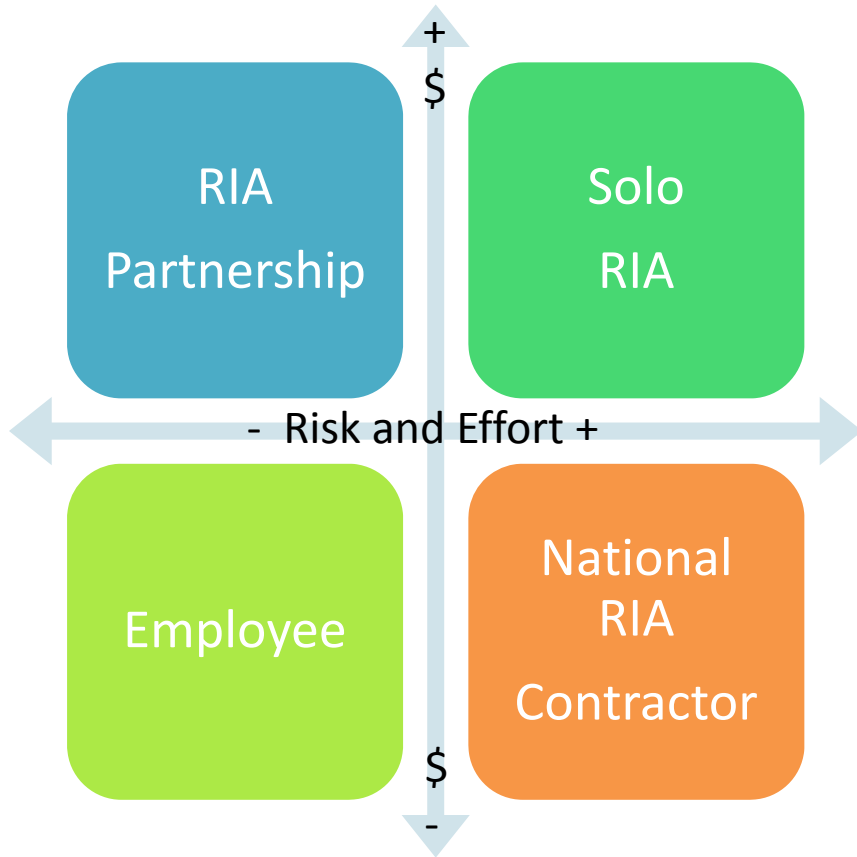 +
$
RIA
Partnership
Solo
RIA
- Risk and Effort +
Employee
National
RIA
Contractor
$
-